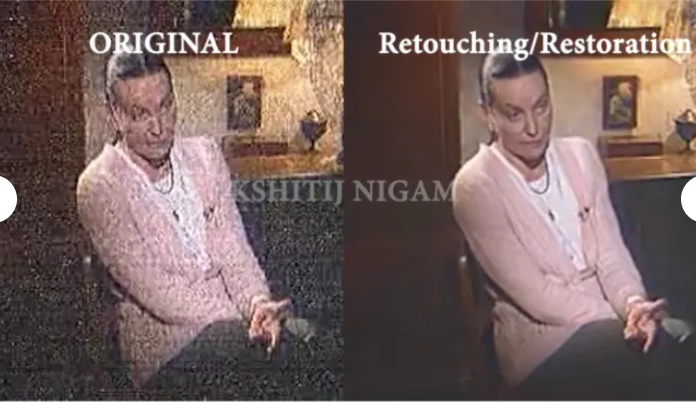 ORIGINAL
Retouching/Restoration
KSHITIJ NIGAM